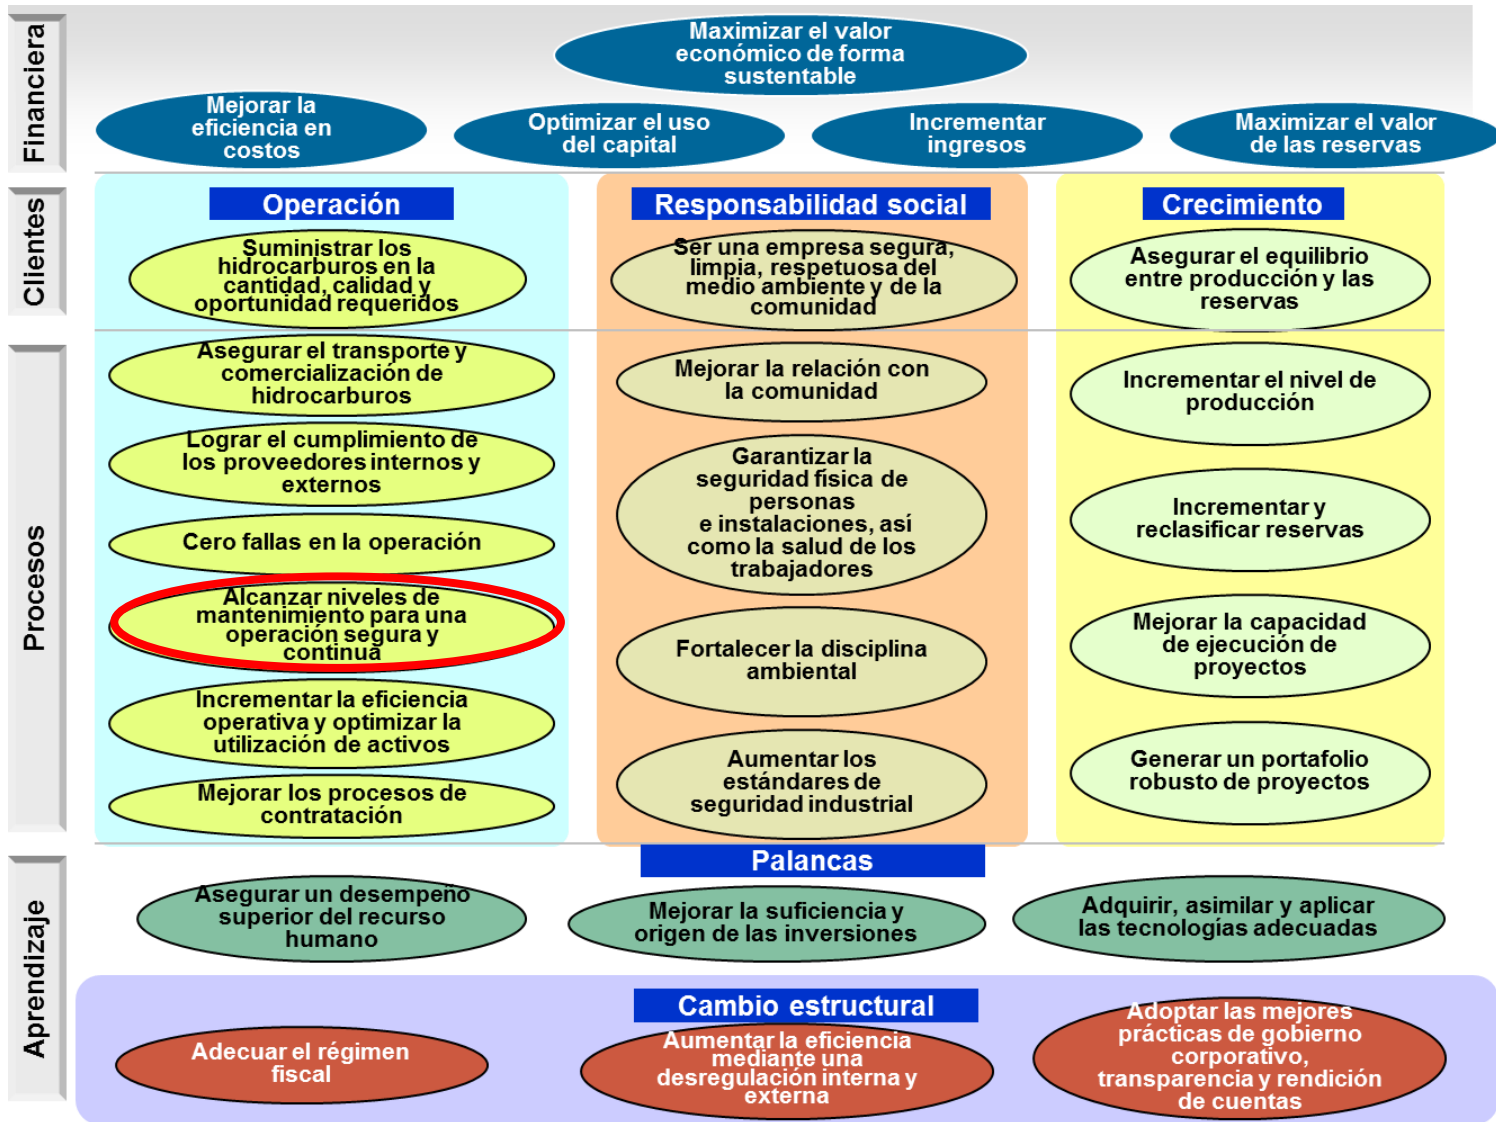 Financiera
Maximizar el valor
económico de forma
sustentable
Mejorar la
eficiencia en
costos
Optimizar el uso
del capital
Incrementar
ingresos
Maximizar el valor
de las reservas
Clientes
Operación
Responsabilidad social
Crecimiento
Suministrar los
hidrocarburos en la
cantidad, calidad y
oportunidad requeridos
Ser una empresa segura,
limpia, respetuosa del
medio ambiente y de la
comunidad
Asegurar el equilibrio
entre producción y las
reservas
Procesos
Asegurar el transporte y
comercialización de
hidrocarburos
Lograr el cumplimiento de
los proveedores internos y
externos
Cero fallas en la operación
Alcanzar niveles de
mantenimiento para una
operación segura y
continua
Incrementar la eficiencia
operativa y optimizar la
utilización de activos
Mejorar los procesos de
contratación
Mejorar la relación con
la comunidad
Garantizar la
seguridad física de
personas
e instalaciones, así
como la salud de los
trabajadores
Fortalecer la disciplina
ambiental
Aumentar los
estándares de
seguridad industrial
Incrementar el nivel de
producción
Incrementar y
reclasificar reservas
Mejorar la capacidad
de ejecución de
proyectos
Generar un portafolio
robusto de proyectos
Aprendizaje
Palancas
Asegurar un desempeño
superior del recurso
humano
Mejorar la suficiencia y
origen de las inversiones
Adquirir, asimilar y aplicar
las tecnologías adecuadas
Cambio estructural
Adecuar el régimen
fiscal
Aumentar la eficiencia
mediante una
desregulación interna y
externa
Adoptar las mejores
prácticas de gobierno
corporativo,
transparencia y rendición
de cuentas